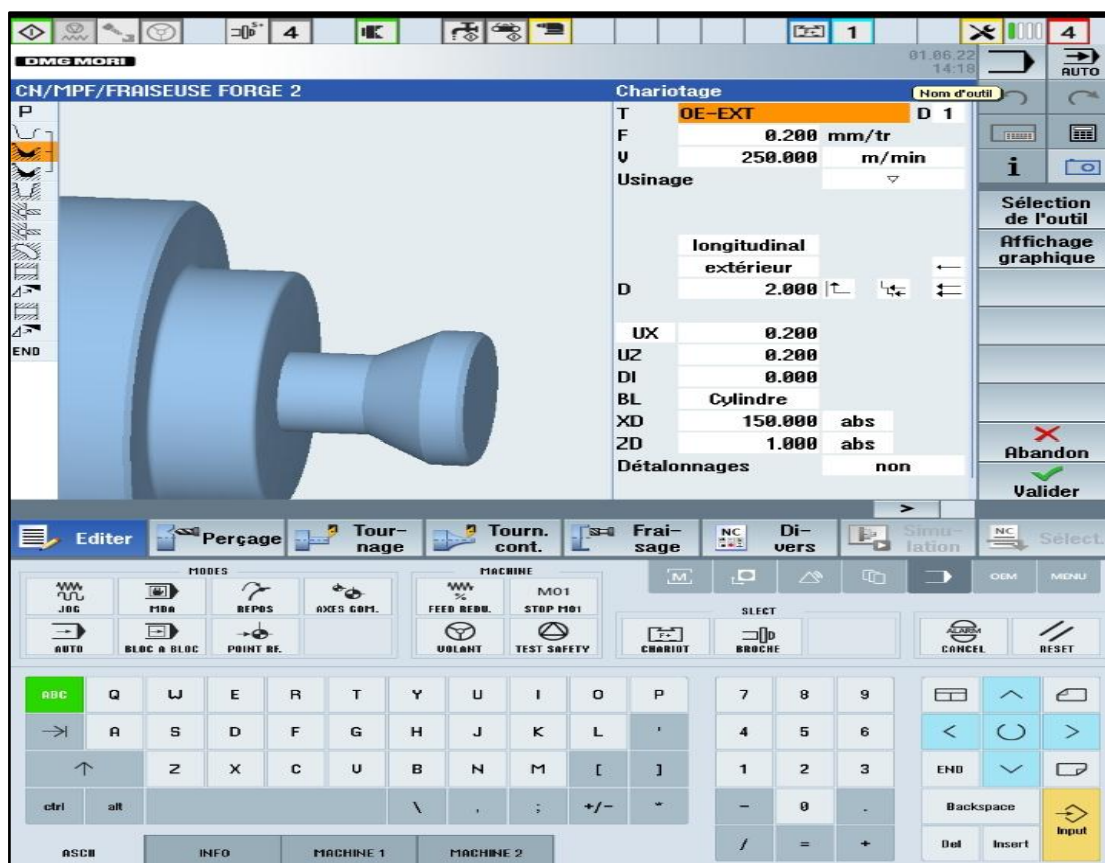 S+
4
F+
1
4
DMG MORI
01.06.22
14:18
AUTO
CN/MPF/FRAISEUSE FORGE 2
Chariotage
Nom d'outil
P
END
T OE-EXT D 1
F 0.200 mm/tr
V 250.000 m/min
Usinage ▽
longitudinal
extérieur
D 2.000
UX 0.200
UZ 0.200
DI 0.000
BL Cylindre
XD 150.000 abs
ZD 1.000 abs
Détalonnages non
i
Sélection
de l'outil
Affichage
graphique
Abandon
Valider
>
Editer
Perçage
Tour-
nage
Tourn.
cont.
Frai-
sage
NC
Di-
vers
Simu-
lation
NC
Sélect.
MODES
MACHINE
M
OEM
MENU
JOG
MDA
REPOS
AXES COM.
%
FEED REDU.
M01
STOP M01
SLECT
AUTO
BLOC A BLOC
POINT RE.
VOLANT
TEST SAFETY
F+
CHARIOT
BROCHE
ALARM
CANCEL
RESET
ABC Q W E R T Y U I O P 7 8 9
A S D F G H J K L ' 4 5 6 < >
Z X C V B N M [ ] 1 2 3 END
ctrl alt \ , ; +/- * - 0 . Backspace
Input
/ = + Del Insert
ASCII
INFO
MACHINE 1
MACHINE 2